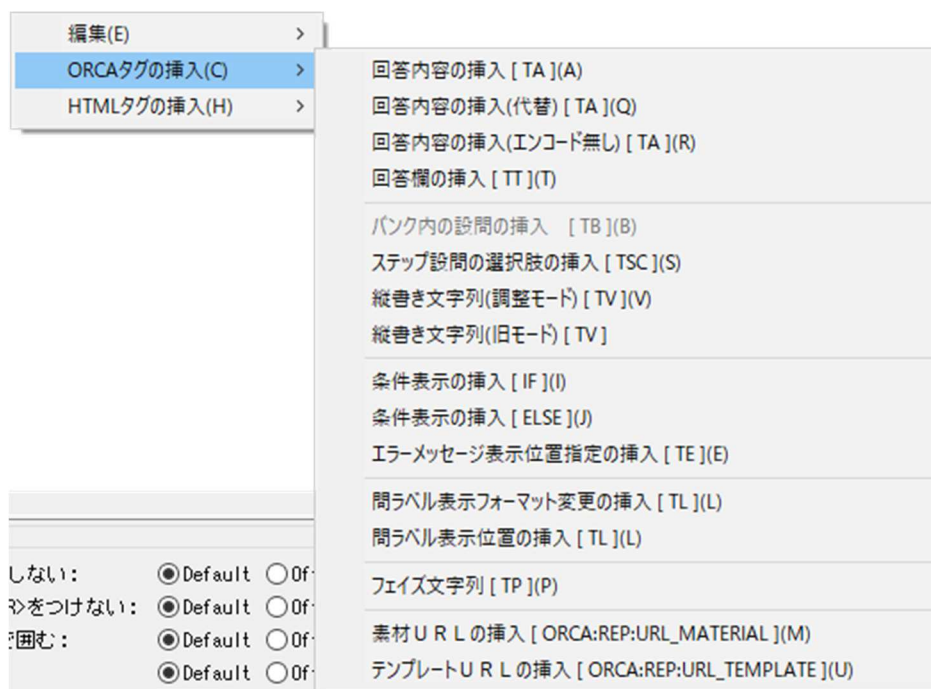 編集(E) >
ORCAタグの挿入(C) >
HTMLタグの挿入(H) >
回答内容の挿入 [ TA ](A)
回答内容の挿入(代替) [ TA ](Q)
回答内容の挿入(エンコード無し) [ TA ](R)
回答欄の挿入 [ TT ](T)
バンク内の設問の挿入　[ TB ](B)
ステップ設問の選択肢の挿入 [ TSC ](S)
縦書き文字列(調整モード) [ TV ](V)
縦書き文字列(旧モード) [ TV ]
条件表示の挿入 [ IF ](I)
条件表示の挿入 [ ELSE ](J)
エラーメッセージ表示位置指定の挿入 [ TE ](E)
問ラベル表示フォーマット変更の挿入 [ TL ](L)
問ラベル表示位置の挿入 [ TL ](L)
フェイズ文字列 [ TP ](P)
素材ＵＲＬの挿入 [ ORCA:REP:URL_MATERIAL ](M)
テンプレートＵＲＬの挿入 [ ORCA:REP:URL_TEMPLATE ](U)
しない： Default Of
R>をつけない： Default Of
で囲む： Default Of
Default Of